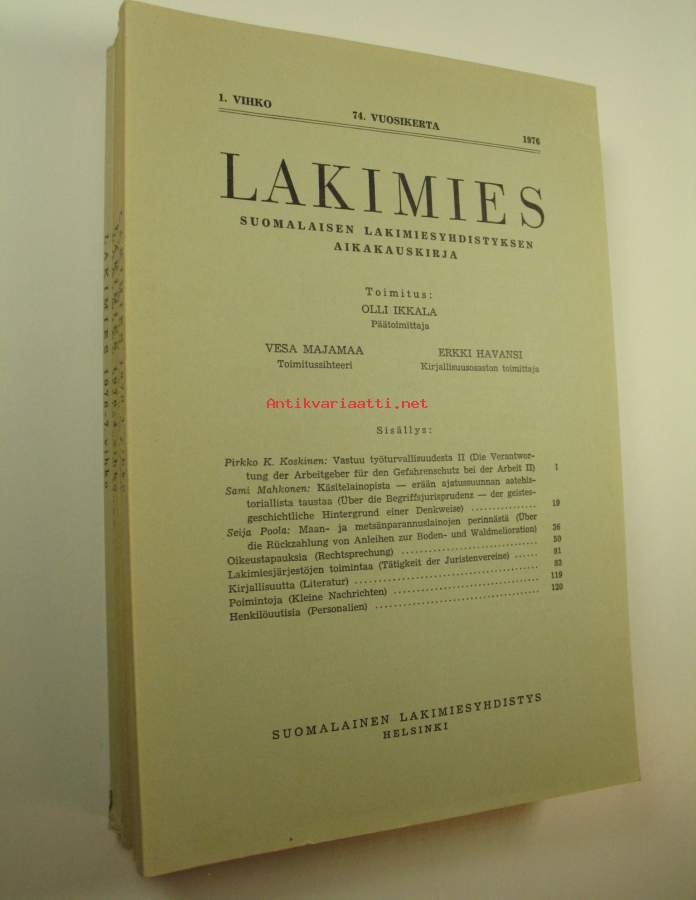 1. VIHKO 74. VUOSIKERTA 1976
LAKIMIES
SUOMALAISEN LAKIMIESYHDISTYKSEN
AIKAKAUSKIRJA
Toimitus:
OLLI IKKALA
Päätoimittaja
VESA MAJAMAA ERKKI HAVANSI
Toimitussihteeri Kirjallisuusosaston toimittaja
Antikvariaatti.net
Sisällys:
Pirkko K. Koskinen: Vastuu työturvallisuudesta II (Die Verantwor-
tung der Arbeitgeber für den Gefahrenschutz bei der Arbeit II) 1
Sami Mahkonen: Käsitelainopista — erään ajatussuunnan aatehis-
toriallista taustaa (Über die Begriffsjurisprudenz — der geistes-
geschichtliche Hintergrund einer Denkweise) 19
Seija Poola: Maan- ja metsänparannuslainojen perinnästä (Über
die Rückzahlung von Anleihen zur Boden- und Waldmelioration) 36
Oikeustapauksia (Rechtsprechung) 50
Lakimiesjärjestöjen toimintaa (Tätigkeit der Juristenvereine) 81
Kirjallisuutta (Literatur) 83
Poimintoja (Kleine Nachrichten) 119
Henkilöuutisia (Personalien) 120
SUOMALAINEN LAKIMIESYHDISTYS
HELSINKI
LAKIMIES 1976